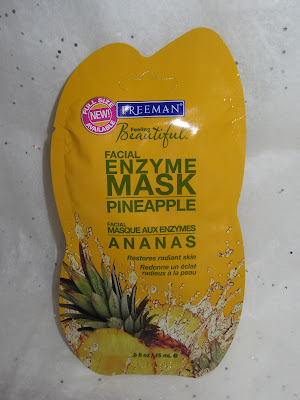 FULL SIZE
NEW!
AVAILABLE
FREEMAN
Feeling
Beautiful
FACIAL
ENZYME
MASK
PINEAPPLE
FACIAL
MASQUE AUX ENZYMES
ANANAS
Restores radiant skin
Redonne un éclat
radieux à la peau
.5 fl oz / 15 mL e